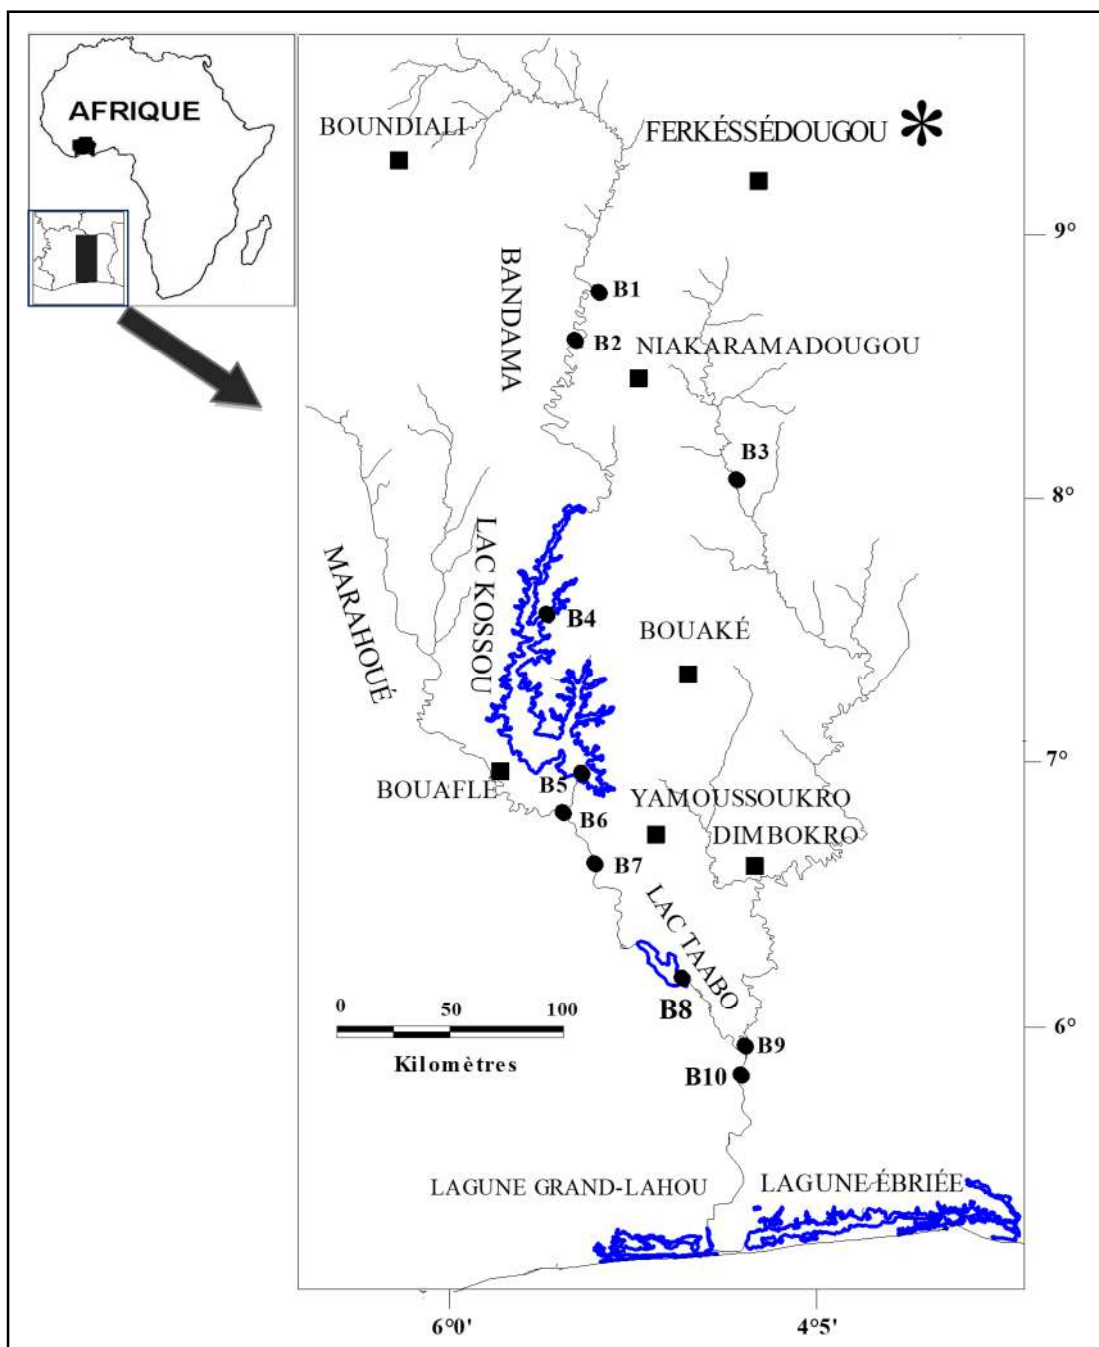 AFRIQUE
BOUNDIALI
FERKÉSSÉDOUGOU *
9°
BANDAMA
B1
B2
NIAKARAMADOUGOU
B3
8°
LAC KOSSOU
MARAHOUÉ
B4
BOUAKÉ
7°
BOUAFLÉ
B5
YAMOUSSOUKRO
B6
DIMBOKRO
B7
LAC TAABO
B8
0 50 100
Kilomètres
6°
B9
B10
LAGUNE GRAND-LAHOU
LAGUNE ÉBRIÉE
6°0' 4°5'